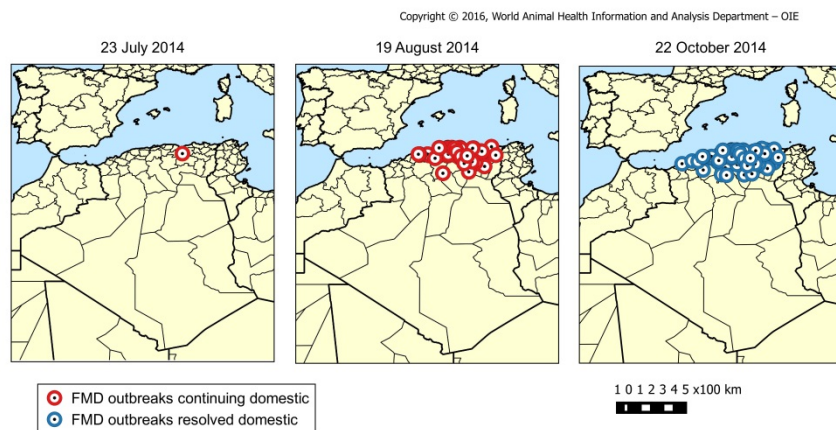 Copyright © 2016, World Animal Health Information and Analysis Department – OIE
23 July 2014
19 August 2014
22 October 2014
FMD outbreaks continuing domestic
FMD outbreaks resolved domestic
1 0 1 2 3 4 5 x100 km